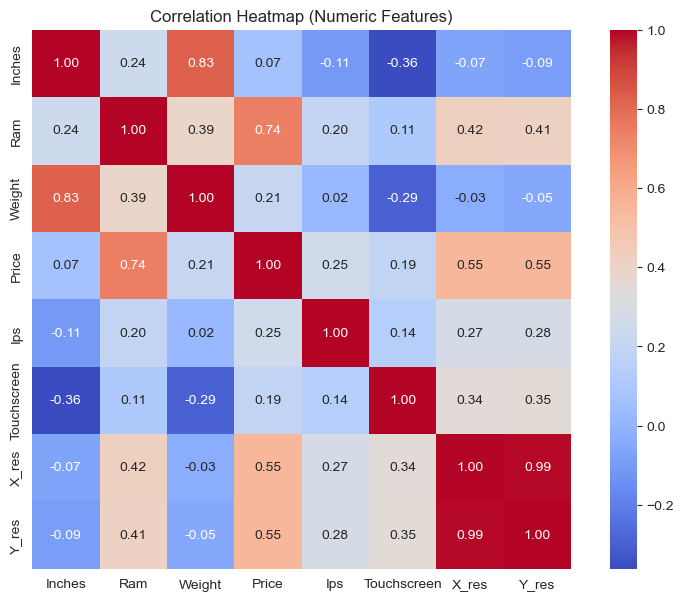 Correlation Heatmap (Numeric Features)
Inches 1.00 0.24 0.83 0.07 -0.11 -0.36 -0.07 -0.09
Ram 0.24 1.00 0.39 0.74 0.20 0.11 0.42 0.41
Weight 0.83 0.39 1.00 0.21 0.02 -0.29 -0.03 -0.05
Price 0.07 0.74 0.21 1.00 0.25 0.19 0.55 0.55
Ips -0.11 0.20 0.02 0.25 1.00 0.14 0.27 0.28
Touchscreen -0.36 0.11 -0.29 0.19 0.14 1.00 0.34 0.35
X_res -0.07 0.42 -0.03 0.55 0.27 0.34 1.00 0.99
Y_res -0.09 0.41 -0.05 0.55 0.28 0.35 0.99 1.00
Inches Ram Weight Price Ips Touchscreen X_res Y_res
1.0
0.8
0.6
0.4
0.2
0.0
−0.2